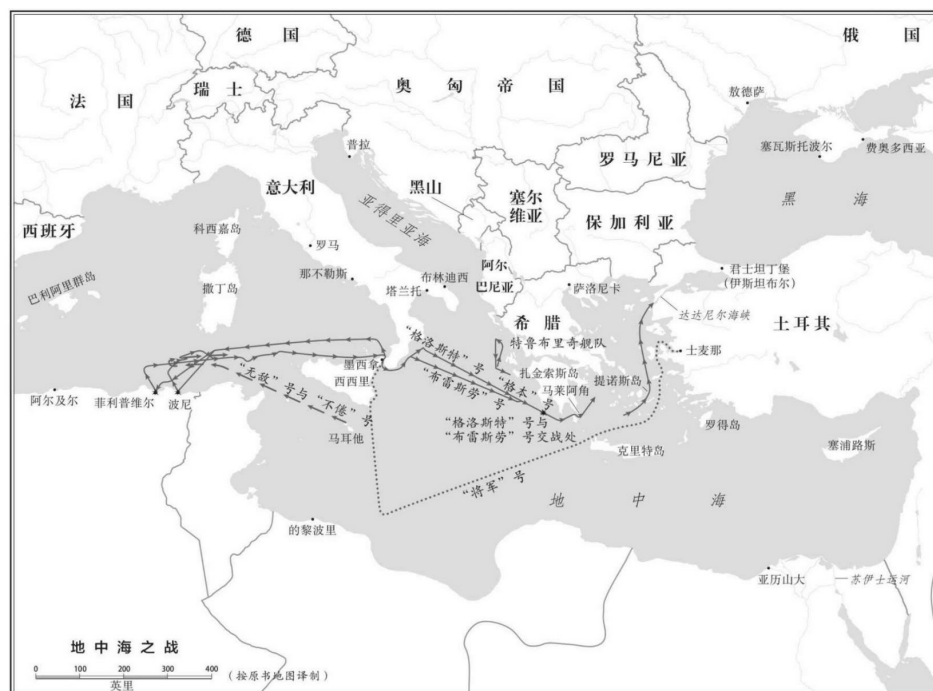 德 国
俄 国
法 国
瑞 士
奥 匈 帝 国
敖德萨
塞瓦斯托波尔
费奥多西亚
罗马尼亚
普拉
意大利
黑山
塞尔
维亚
亚得里亚海
黑 海
西班牙
科西嘉岛
保加利亚
罗马
阿尔
巴尼亚
君士坦丁堡
(伊斯坦布尔)
巴利阿里群岛
撒丁岛
那不勒斯
布林迪西
塔兰托
萨洛尼卡
达达尼尔海峡
土耳其
希腊
特鲁布里奇舰队
士麦那
“格洛斯特”号
“格本”号
“布雷斯劳”号
墨西拿
西西里
扎金索斯岛
马莱阿角
提诺斯岛
阿尔及尔
菲利普维尔
波尼
“无敌”号与“不倦”号
“格洛斯特”号与
“布雷斯劳”号交战处
罗得岛
马耳他
克里特岛
塞浦路斯
“将军”号
地 中 海
的黎波里
亚历山大
苏伊士运河
地中海之战
0 100 200 300 400
英里
(按原书地图译制)